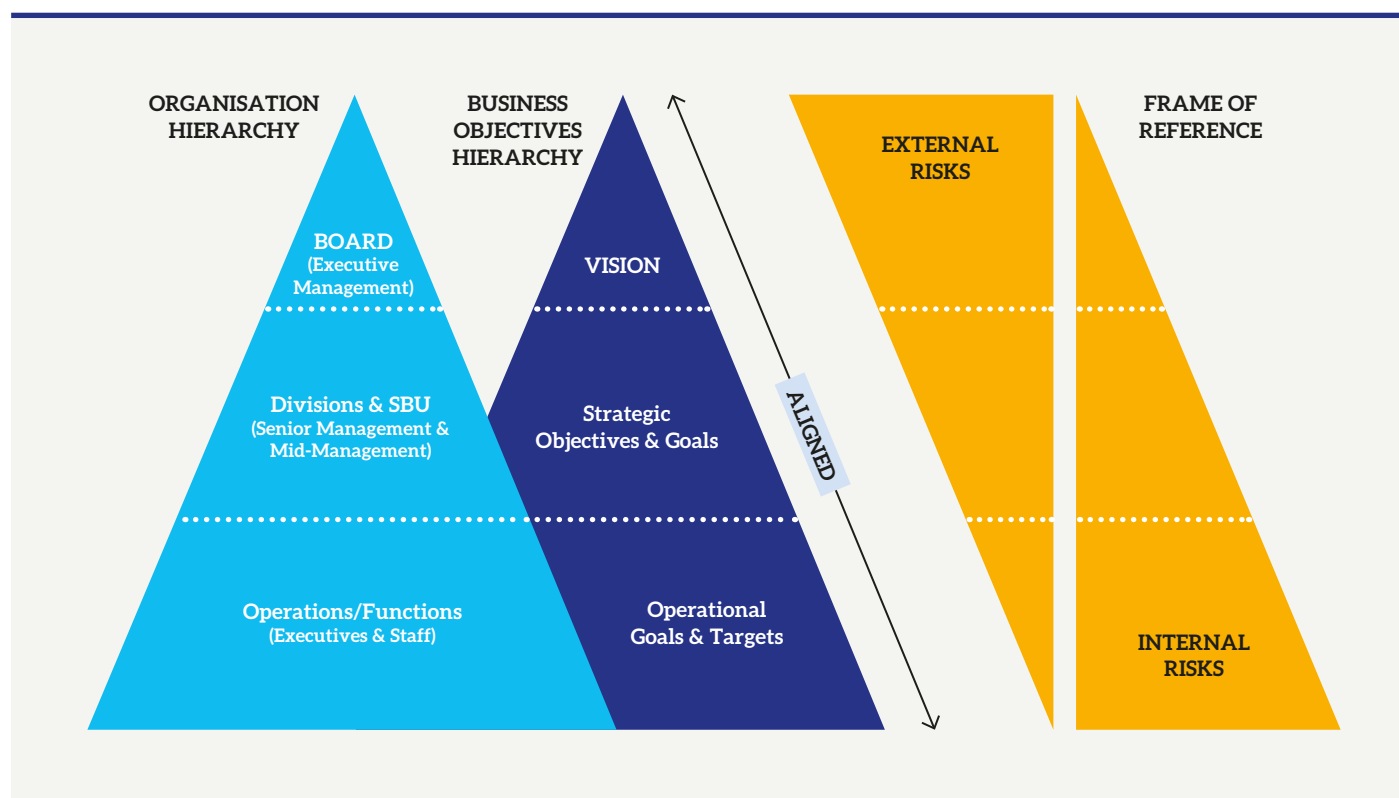 ORGANISATION
HIERARCHY
BUSINESS
OBJECTIVES
HIERARCHY
FRAME OF
REFERENCE
EXTERNAL
RISKS
BOARD
(Executive
Management)
VISION
Divisions & SBU
(Senior Management &
Mid-Management)
Strategic
Objectives & Goals
ALIGNED
Operations/Functions
(Executives & Staff)
Operational
Goals & Targets
INTERNAL
RISKS